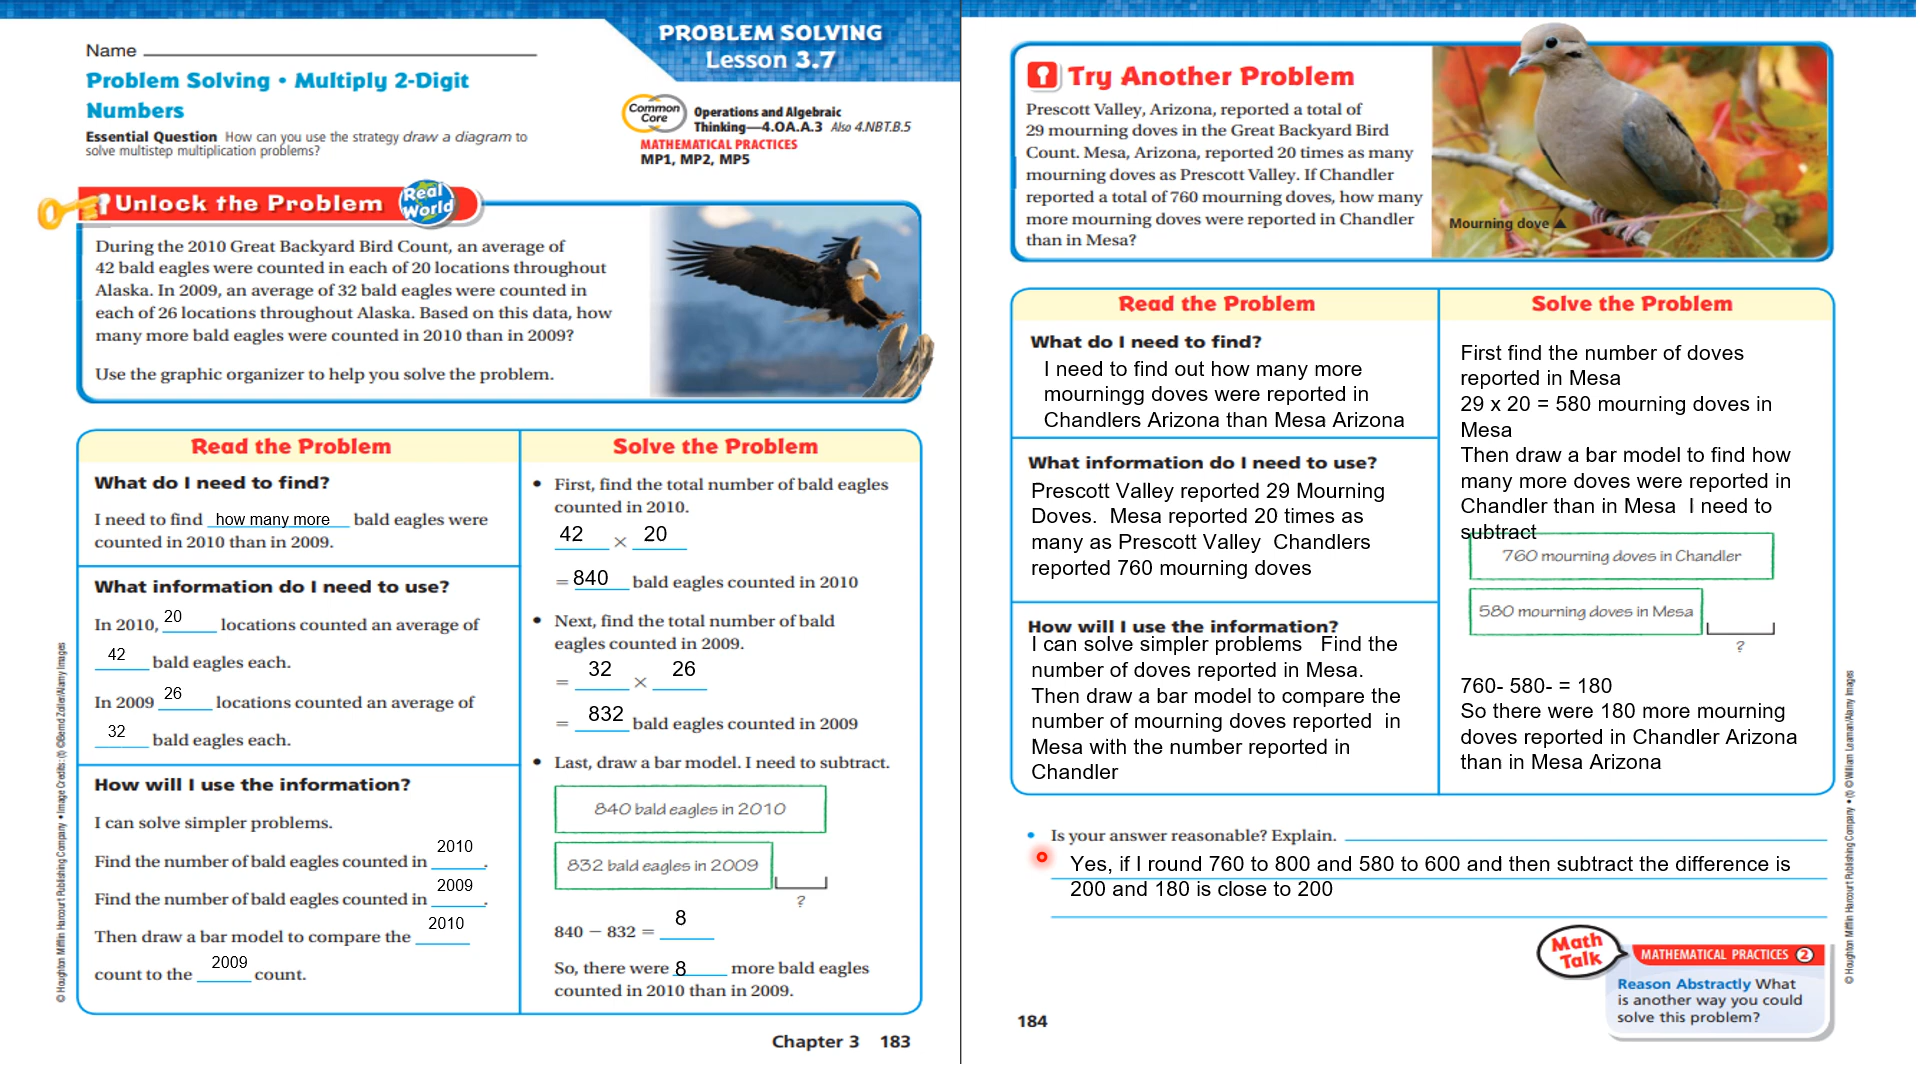 Name
PROBLEM SOLVING
Lesson 3.7
Problem Solving • Multiply 2-Digit
Numbers
Essential Question How can you use the strategy draw a diagram to
solve multistep multiplication problems?
Common
Core
Operations and Algebraic
Thinking—4.OA.A.3 Also 4.NBT.B.5
MATHEMATICAL PRACTICES
MP1, MP2, MP5
Unlock the Problem
Real
World
During the 2010 Great Backyard Bird Count, an average of
42 bald eagles were counted in each of 20 locations throughout
Alaska. In 2009, an average of 32 bald eagles were counted in
each of 26 locations throughout Alaska. Based on this data, how
many more bald eagles were counted in 2010 than in 2009?
Use the graphic organizer to help you solve the problem.
Read the Problem
What do I need to find?
I need to find how many more bald eagles were
counted in 2010 than in 2009.
What information do I need to use?
In 2010, 20 locations counted an average of
42 bald eagles each.
In 2009 26 locations counted an average of
32 bald eagles each.
How will I use the information?
I can solve simpler problems.
Find the number of bald eagles counted in 2010.
Find the number of bald eagles counted in 2009.
Then draw a bar model to compare the 2010
count to the 2009 count.
Solve the Problem
• First, find the total number of bald eagles
counted in 2010.
42 × 20
= 840 bald eagles counted in 2010
• Next, find the total number of bald
eagles counted in 2009.
= 32 × 26
= 832 bald eagles counted in 2009
• Last, draw a bar model. I need to subtract.
840 bald eagles in 2010
832 bald eagles in 2009
?
840 − 832 = 8
So, there were 8 more bald eagles
counted in 2010 than in 2009.
© Houghton Mifflin Harcourt Publishing Company • Image Credits: (t) ©Bernd Zoller/Alamy Images
Chapter 3 183
Try Another Problem
Prescott Valley, Arizona, reported a total of
29 mourning doves in the Great Backyard Bird
Count. Mesa, Arizona, reported 20 times as many
mourning doves as Prescott Valley. If Chandler
reported a total of 760 mourning doves, how many
more mourning doves were reported in Chandler
than in Mesa?
Mourning dove ▲
Read the Problem
What do I need to find?
I need to find out how many more
mourningg doves were reported in
Chandlers Arizona than Mesa Arizona
What information do I need to use?
Prescott Valley reported 29 Mourning
Doves. Mesa reported 20 times as
many as Prescott Valley Chandlers
reported 760 mourning doves
How will I use the information?
I can solve simpler problems Find the
number of doves reported in Mesa.
Then draw a bar model to compare the
number of mourning doves reported in
Mesa with the number reported in
Chandler
Solve the Problem
First find the number of doves
reported in Mesa
29 x 20 = 580 mourning doves in
Mesa
Then draw a bar model to find how
many more doves were reported in
Chandler than in Mesa I need to
subtract
760 mourning doves in Chandler
580 mourning doves in Mesa
?
760- 580- = 180
So there were 180 more mourning
doves reported in Chandler Arizona
than in Mesa Arizona
• Is your answer reasonable? Explain.
Yes, if I round 760 to 800 and 580 to 600 and then subtract the difference is
200 and 180 is close to 200
Math
Talk
MATHEMATICAL PRACTICES 2
Reason Abstractly What
is another way you could
solve this problem?
© Houghton Mifflin Harcourt Publishing Company • (t) © William Leaman/Alamy Images
184